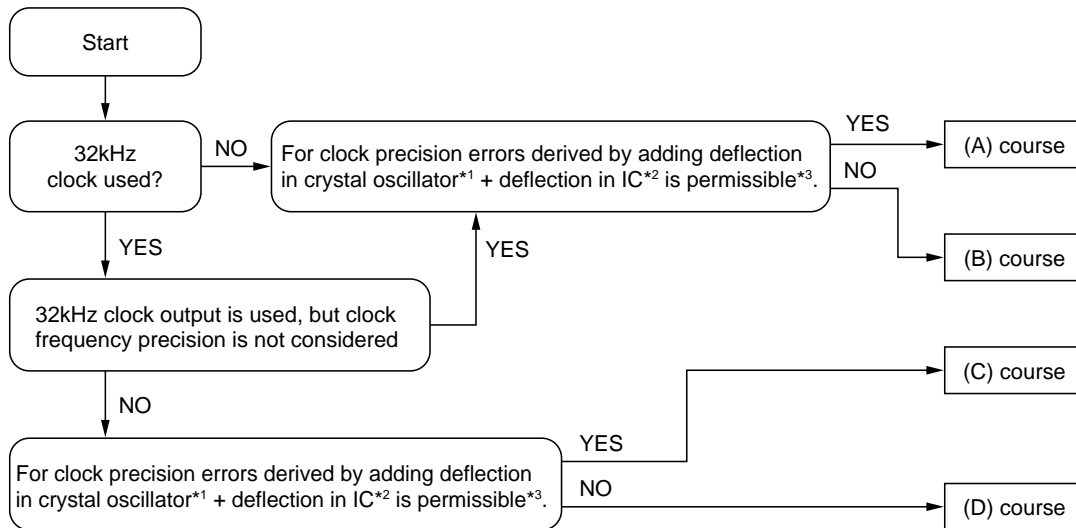 Start
32kHz
clock used?
NO
For clock precision errors derived by adding deflection
in crystal oscillator*1 + deflection in IC*2 is permissible*3.
YES
(A) course
NO
(B) course
YES
YES
32kHz clock output is used, but clock
frequency precision is not considered
(C) course
NO
For clock precision errors derived by adding deflection
in crystal oscillator*1 + deflection in IC*2 is permissible*3.
YES
NO
(D) course